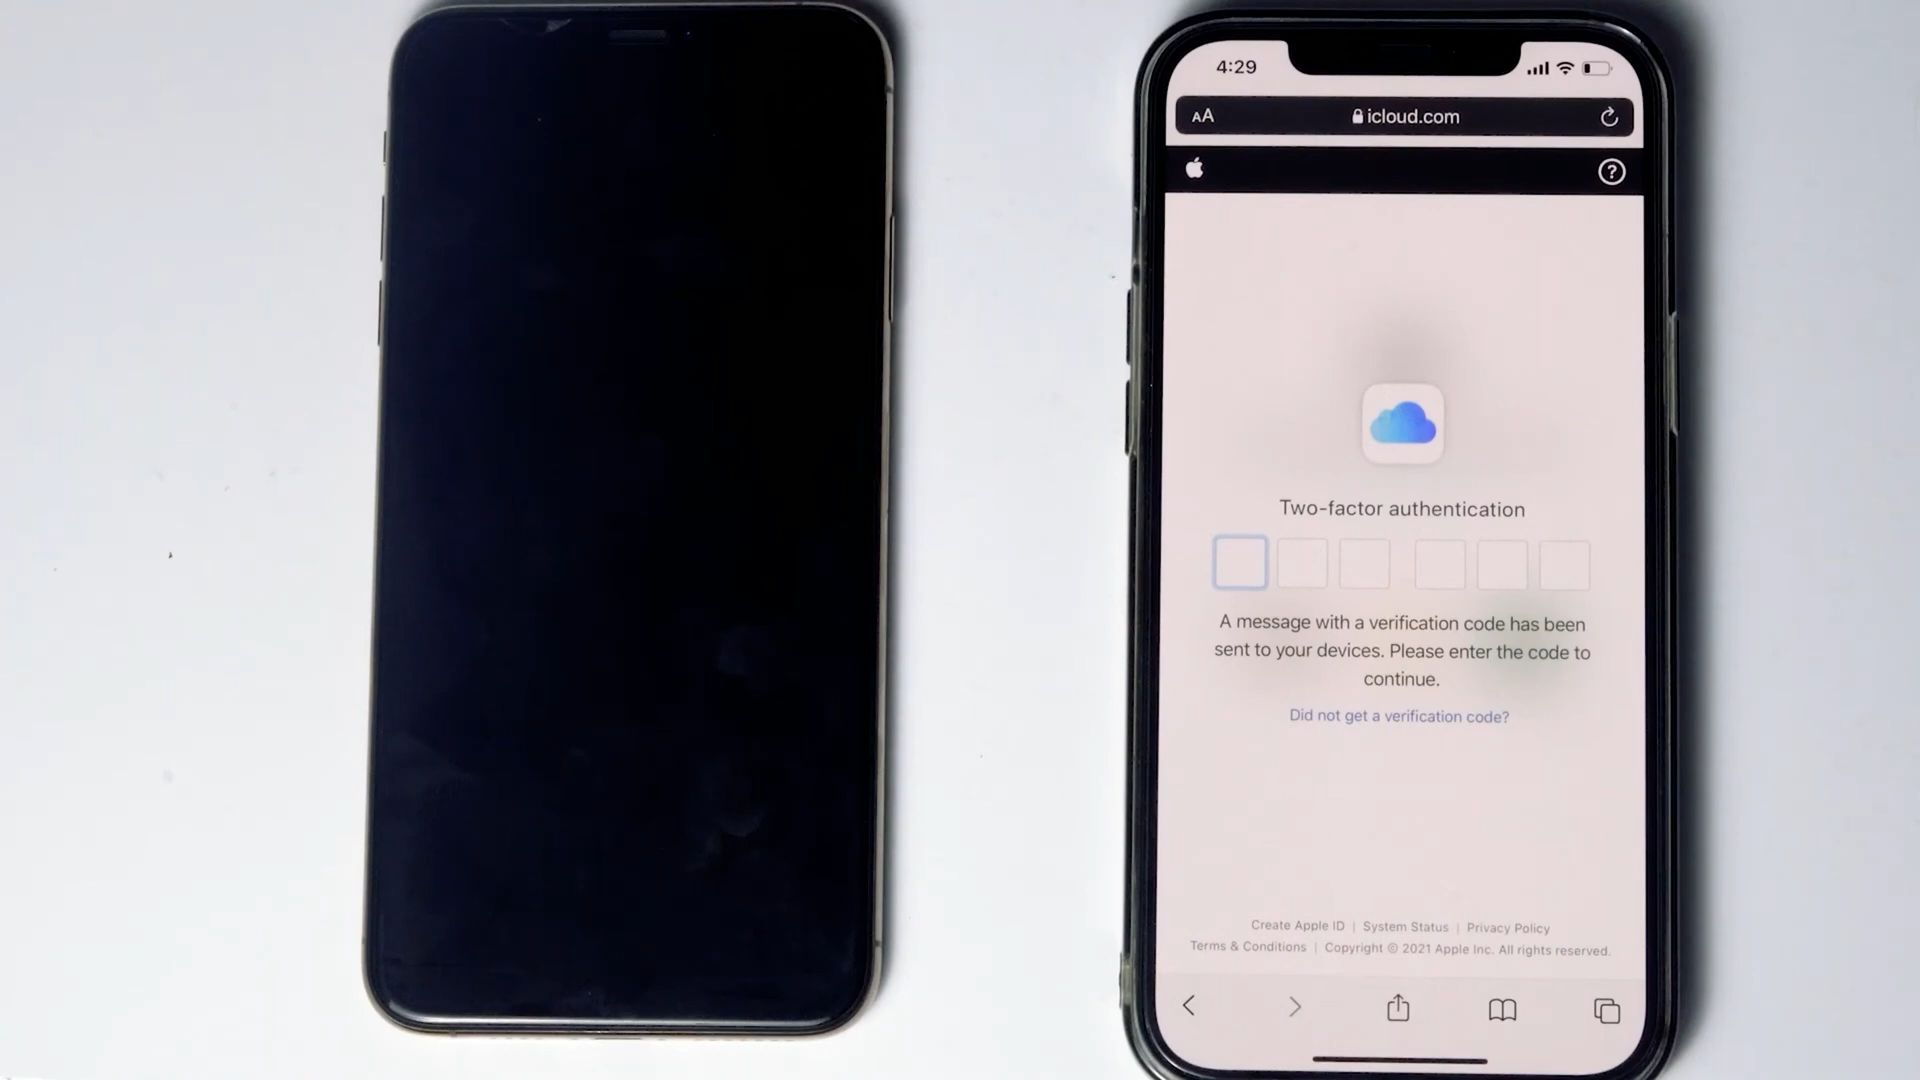 4:29
AA
icloud.com
?
Two-factor authentication
A message with a verification code has been
sent to your devices. Please enter the code to
continue.
Did not get a verification code?
Create Apple ID | System Status | Privacy Policy
Terms & Conditions | Copyright © 2021 Apple Inc. All rights reserved.